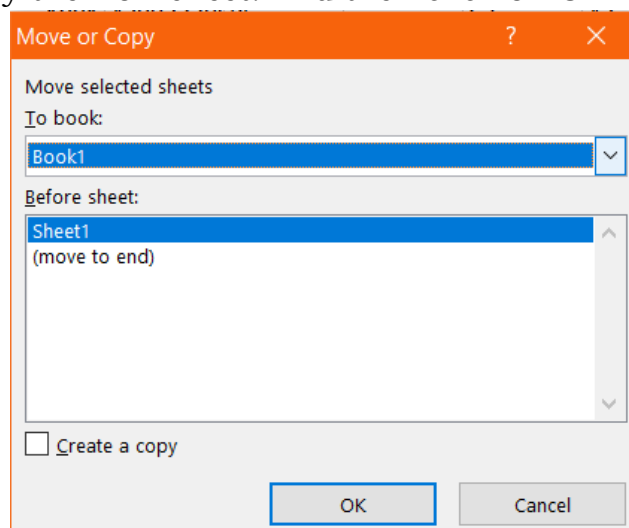 Move or Copy ?
Move selected sheets
To book:
Book1
Before sheet:
Sheet1
(move to end)
Create a copy
OK Cancel